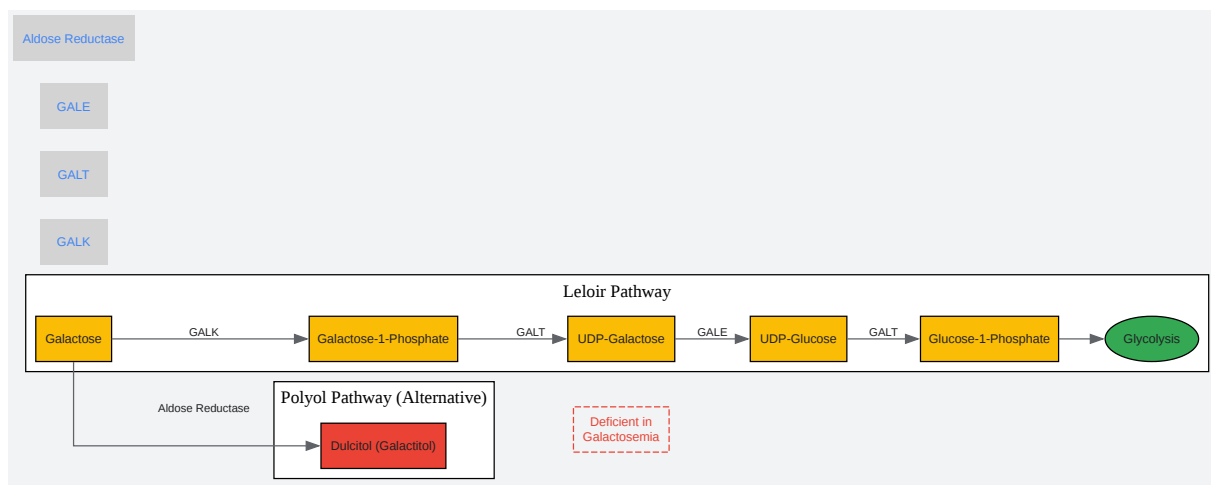 Aldose Reductase
GALE
GALT
GALK
Leloir Pathway
Galactose
GALK
Galactose-1-Phosphate
GALT
UDP-Galactose
GALE
UDP-Glucose
GALT
Glucose-1-Phosphate
Glycolysis
Aldose Reductase
Polyol Pathway (Alternative)
Dulcitol (Galactitol)
Deficient in
Galactosemia